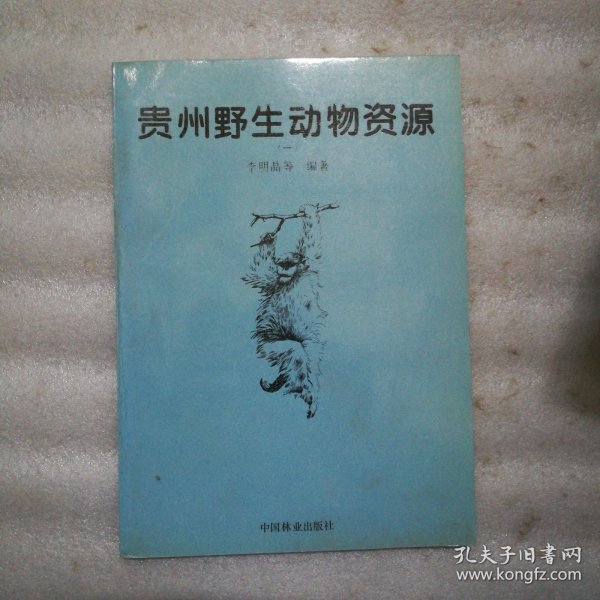 贵州野生动物资源
（一）
李明晶等 编著
中国林业出版社
孔夫子旧书网
www.kongfz.com